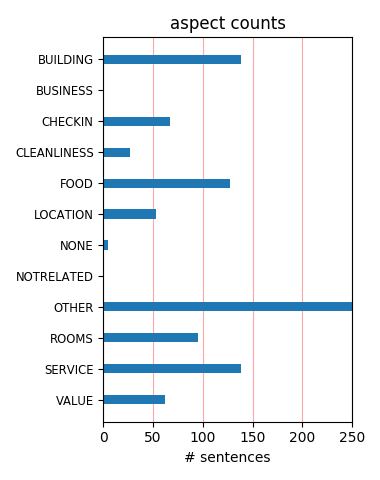 aspect counts
BUILDING
BUSINESS
CHECKIN
CLEANLINESS
FOOD
LOCATION
NONE
NOTRELATED
OTHER
ROOMS
SERVICE
VALUE
0 50 100 150 200 250
# sentences